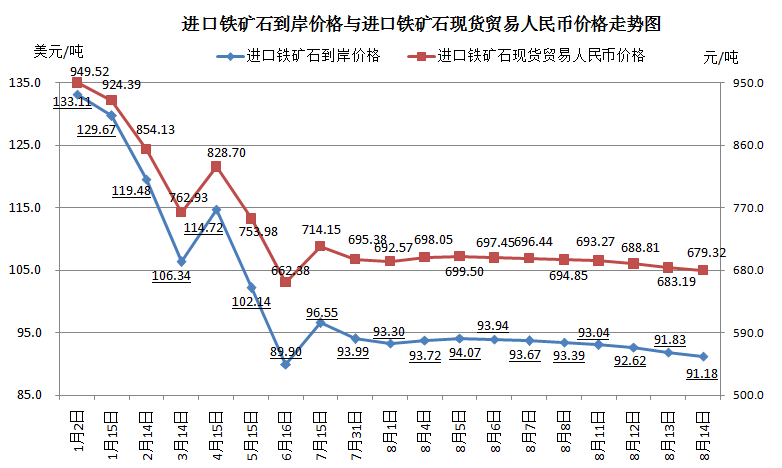 进口铁矿石到岸价格与进口铁矿石现货贸易人民币价格走势图
美元/吨
进口铁矿石到岸价格
进口铁矿石现货贸易人民币价格
元/吨
135.0
125.0
115.0
105.0
95.0
85.0
950.0
860.0
770.0
680.0
590.0
500.0
949.52
924.39
854.13
762.93
828.70
753.98
662.38
714.15
695.38
692.57
698.05
699.50
697.45
696.44
694.85
693.27
688.81
683.19
679.32
133.11
129.67
119.48
106.34
114.72
102.14
89.90
96.55
93.99
93.30
93.72
94.07
93.94
93.67
93.39
93.04
92.62
91.83
91.18
1月2日
1月15日
2月14日
3月14日
4月15日
5月15日
6月16日
7月15日
7月31日
8月1日
8月4日
8月5日
8月6日
8月7日
8月8日
8月11日
8月12日
8月13日
8月14日